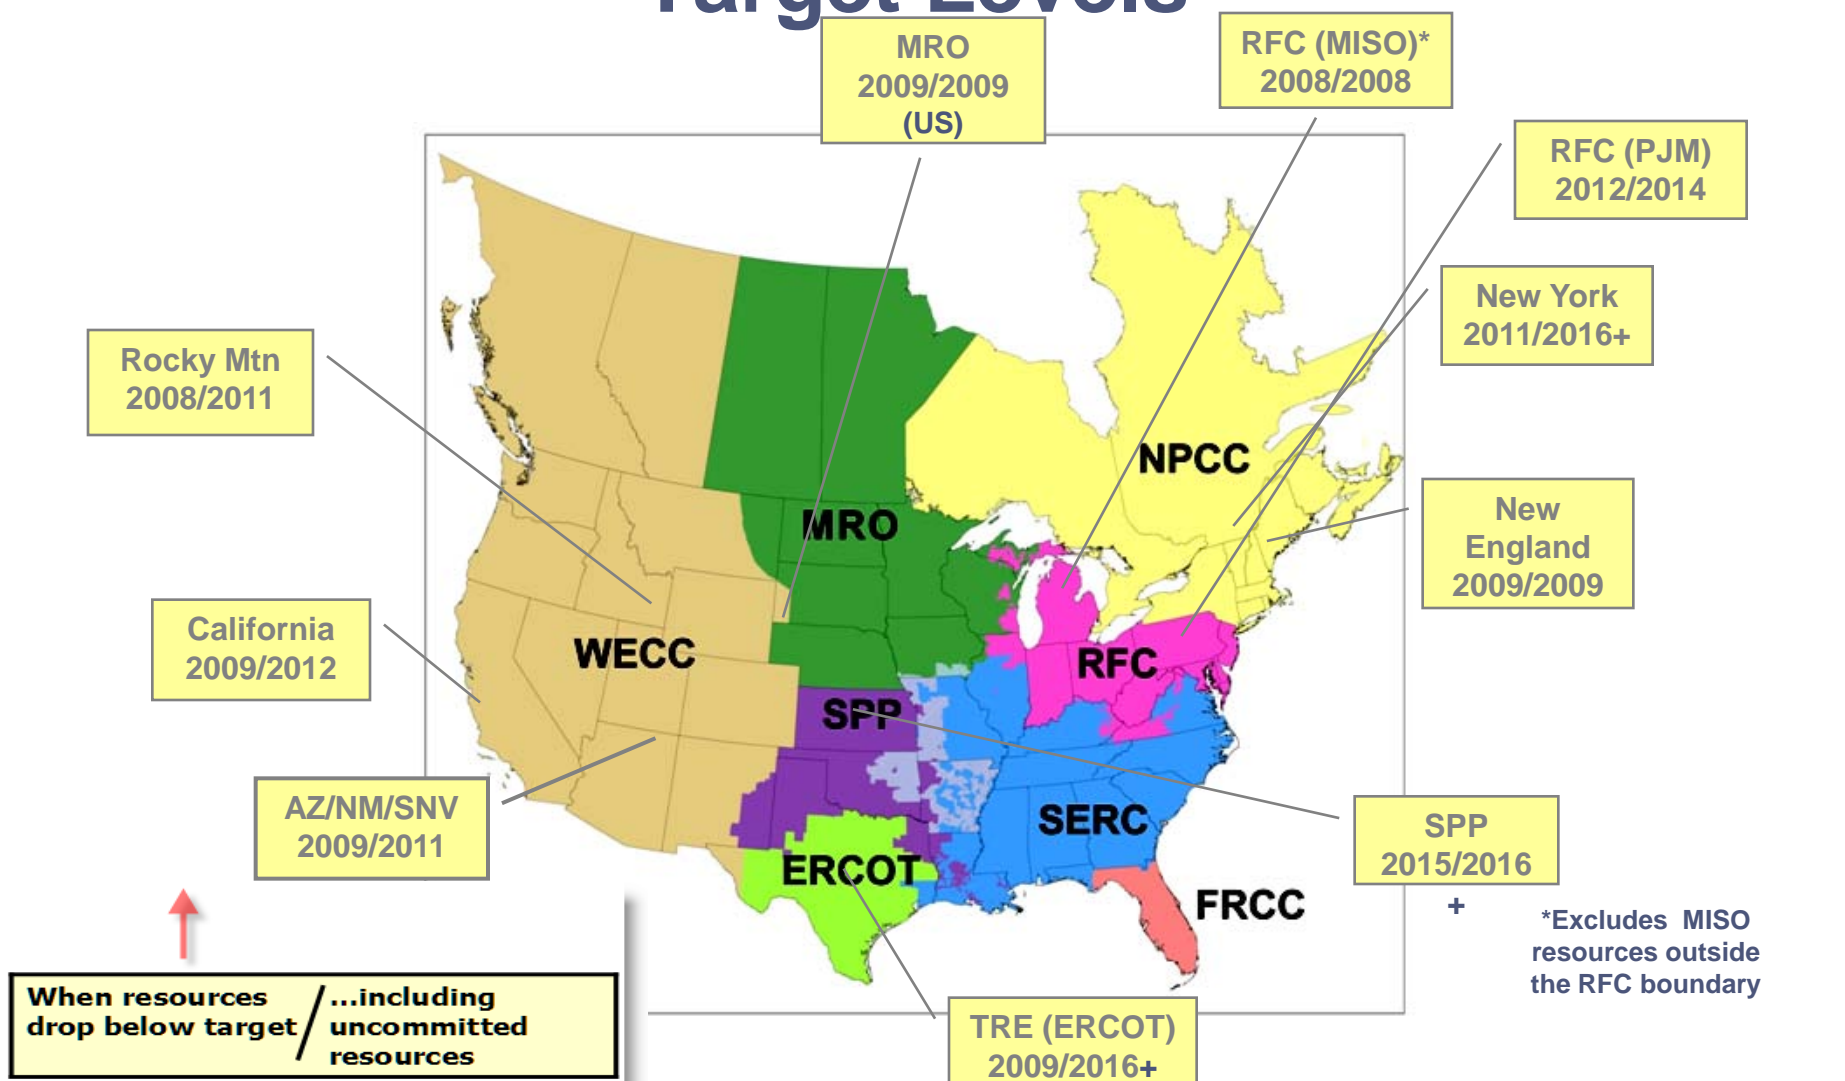 Target Levels
MRO
2009/2009
(US)
RFC (MISO)*
2008/2008
RFC (PJM)
2012/2014
New York
2011/2016+
Rocky Mtn
2008/2011
NPCC
New
England
2009/2009
MRO
California
2009/2012
WECC
RFC
SPP
AZ/NM/SNV
2009/2011
SERC
SPP
2015/2016
+
ERCOT
FRCC
*Excludes MISO
resources outside
the RFC boundary
When resources
drop below target
/
...including
uncommitted
resources
TRE (ERCOT)
2009/2016+